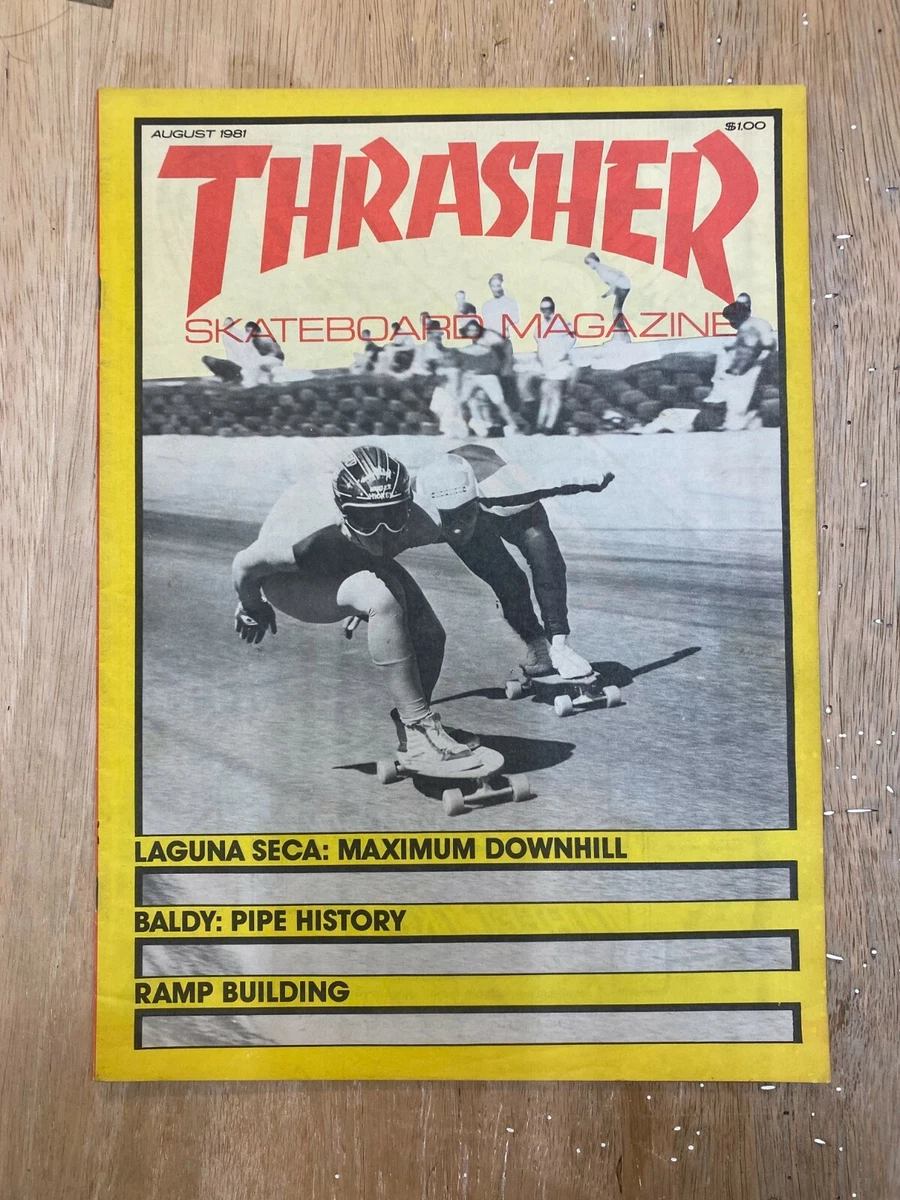 AUGUST 1981
$1.00
THRASHER
SKATEBOARD MAGAZINE
LAGUNA SECA: MAXIMUM DOWNHILL
BALDY: PIPE HISTORY
RAMP BUILDING